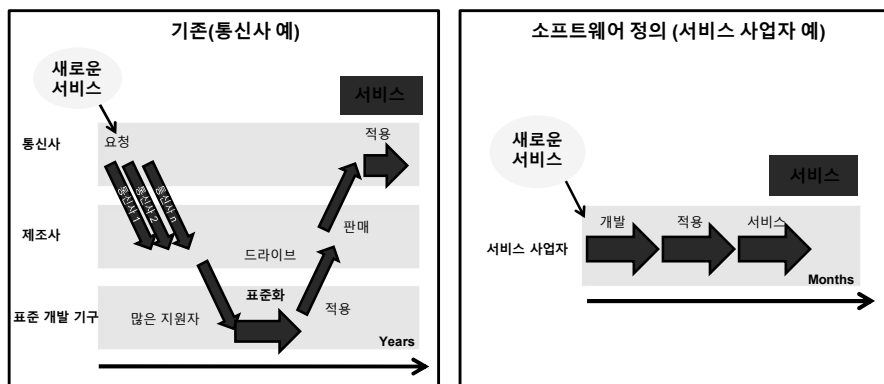 기존(통신사 예)
새로운
서비스
서비스
통신사
요청
적용
통신사 1
통신사 2
통신사 n
제조사
판매
드라이브
표준화
표준 개발 기구
많은 지원자
적용
Years
소프트웨어 정의 (서비스 사업자 예)
새로운
서비스
서비스
개발
적용
서비스
서비스 사업자
Months